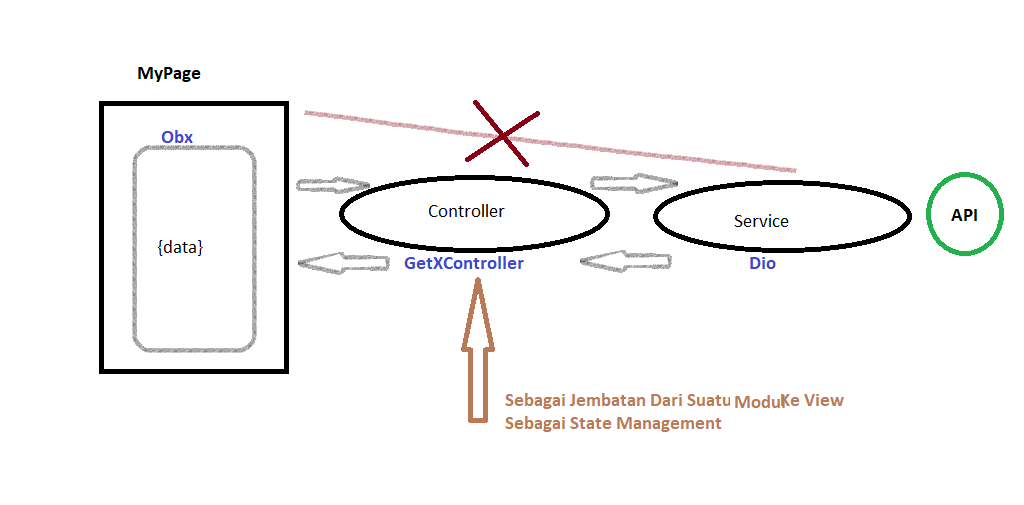 MyPage
Obx
{data}
Controller
GetXController
Service
Dio
API
Sebagai Jembatan Dari Suatu Modul Ke View
Sebagai State Management